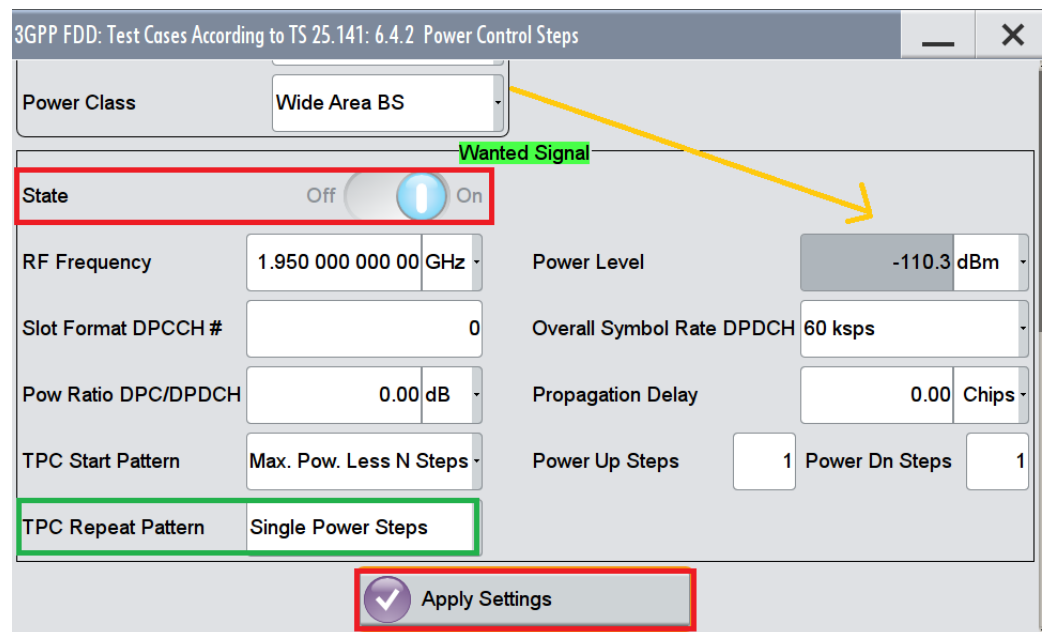 3GPP FDD: Test Cases According to TS 25.141: 6.4.2 Power Control Steps
Power Class Wide Area BS
Wanted Signal
State Off On
RF Frequency 1.950 000 000 00 GHz Power Level -110.3 dBm
Slot Format DPCCH # 0 Overall Symbol Rate DPDCH 60 ksps
Pow Ratio DPC/DPDCH 0.00 dB Propagation Delay 0.00 Chips
TPC Start Pattern Max. Pow. Less N Steps Power Up Steps 1 Power Dn Steps 1
TPC Repeat Pattern Single Power Steps
Apply Settings